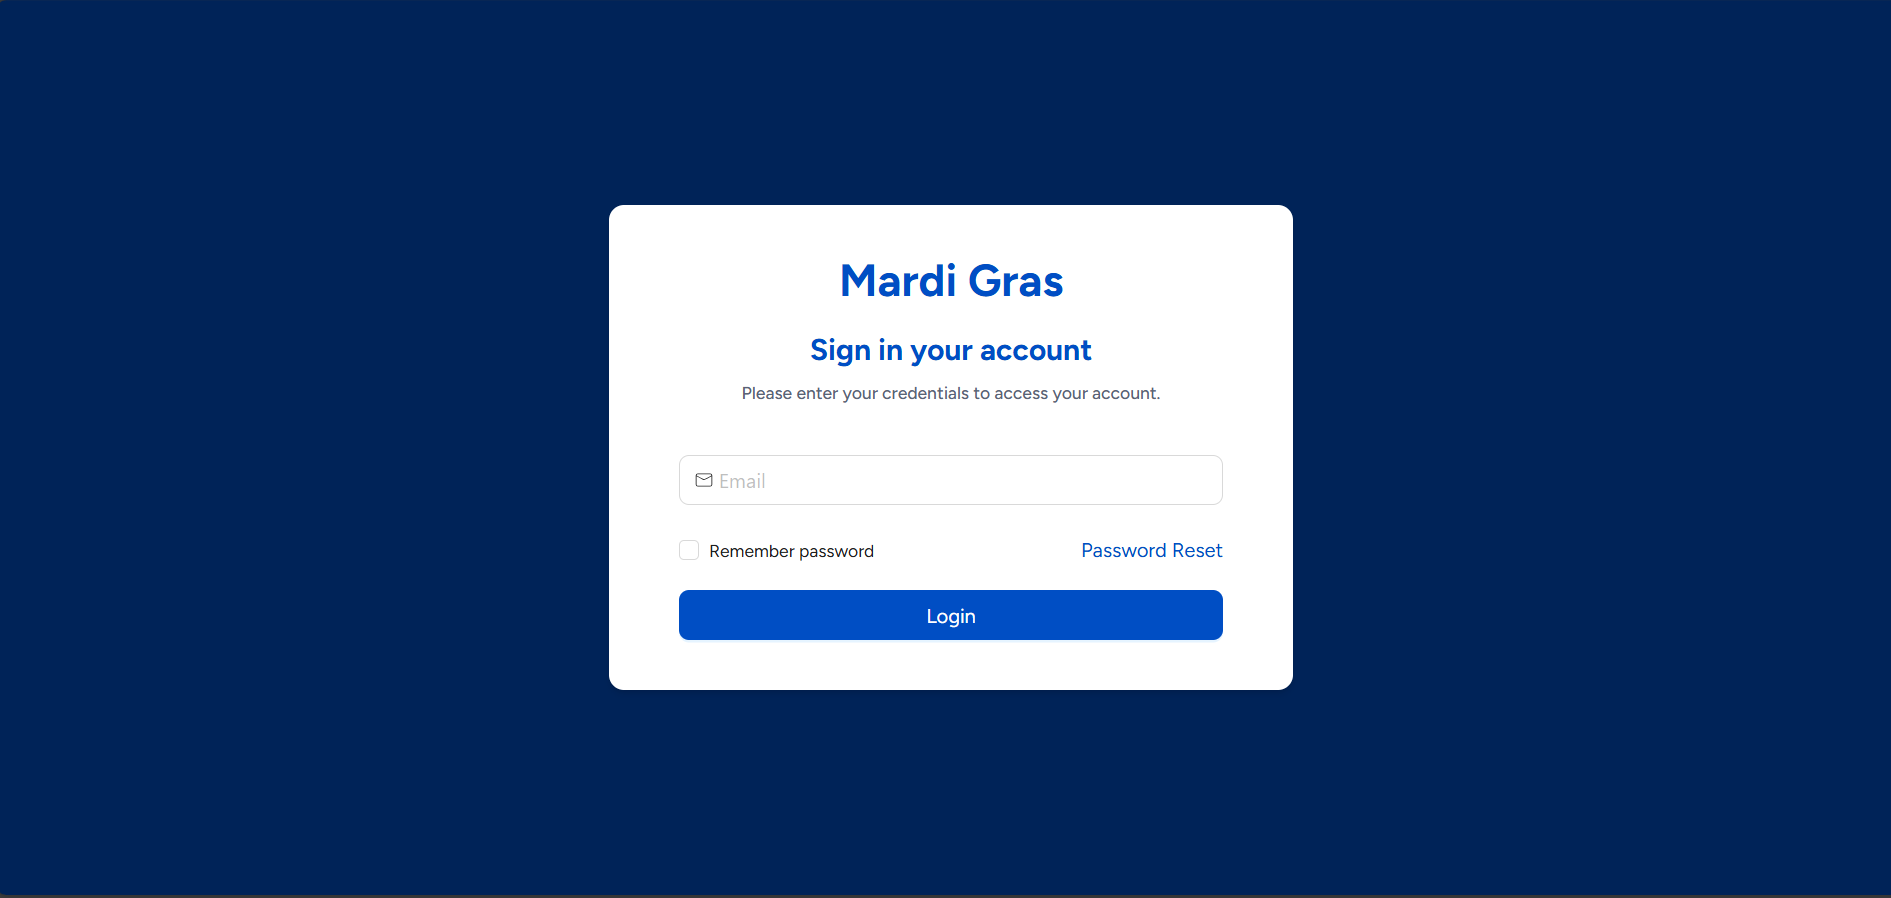 Mardi Gras
Sign in your account
Please enter your credentials to access your account.
Email
Remember password
Password Reset
Login